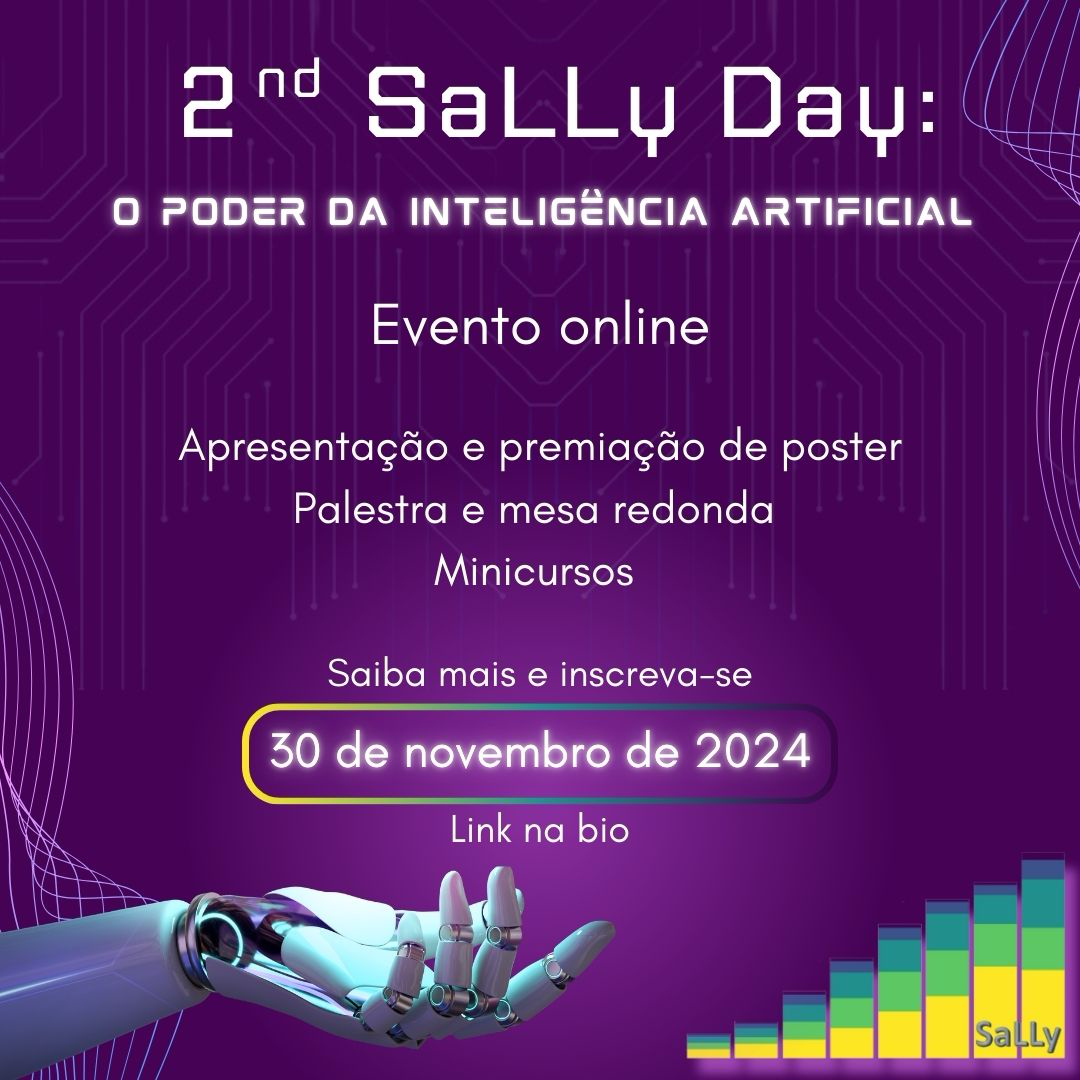 2nd SaLLy Day:
O PODER DA INTELIGÊNCIA ARTIFICIAL
Evento online
Apresentação e premiação de poster
Palestra e mesa redonda
Minicursos
Saiba mais e inscreva-se
30 de novembro de 2024
Link na bio
SaLLy